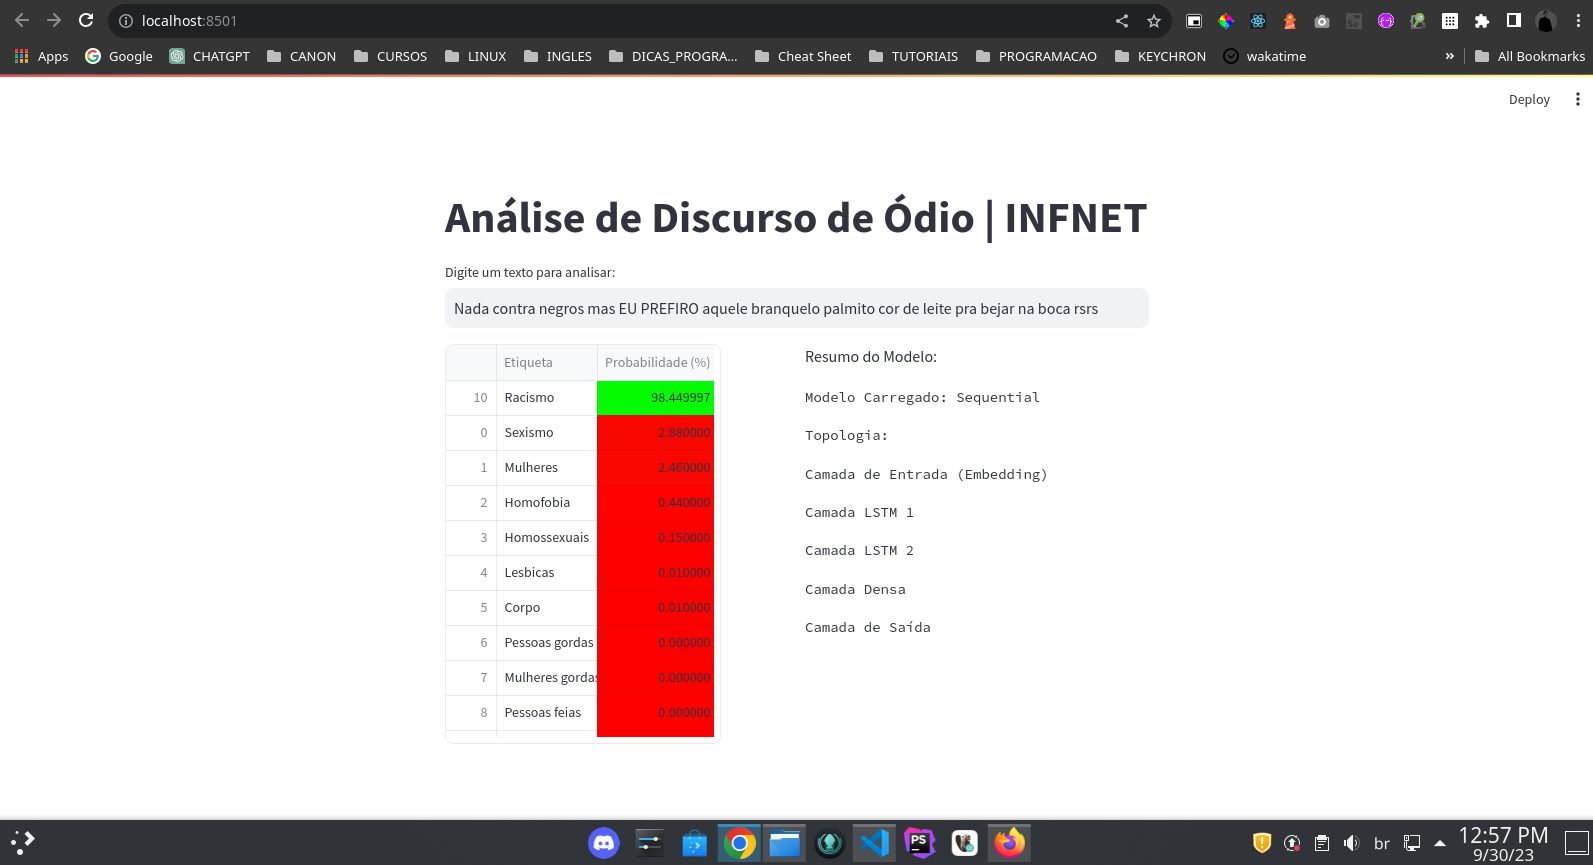 localhost:8501
Apps Google CHATGPT CANON CURSOS LINUX INGLES DICAS_PROGRA... Cheat Sheet TUTORIAIS PROGRAMACAO KEYCHRON wakatime » All Bookmarks
Deploy
Análise de Discurso de Ódio | INFNET
Digite um texto para analisar:
Nada contra negros mas EU PREFIRO aquele branquelo palmito cor de leite pra bejar na boca rsrs
Etiqueta Probabilidade (%)
10 Racismo 98.449997
0 Sexismo 2.880000
1 Mulheres 2.460000
2 Homofobia 0.440000
3 Homossexuais 0.150000
4 Lesbicas 0.010000
5 Corpo 0.010000
6 Pessoas gordas 0.000000
7 Mulheres gordas 0.000000
8 Pessoas feias 0.000000
Resumo do Modelo:
Modelo Carregado: Sequential
Topologia:
Camada de Entrada (Embedding)
Camada LSTM 1
Camada LSTM 2
Camada Densa
Camada de Saída
PS
br
12:57 PM
9/30/23